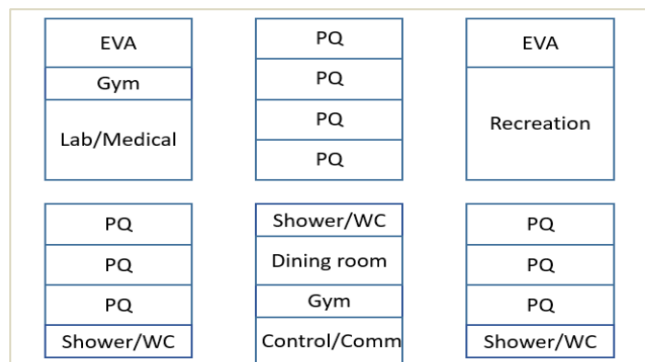 EVA
Gym
Lab/Medical
PQ
PQ
PQ
PQ
EVA
Recreation
PQ
PQ
PQ
Shower/WC
Shower/WC
Dining room
Gym
Control/Comm
PQ
PQ
PQ
Shower/WC